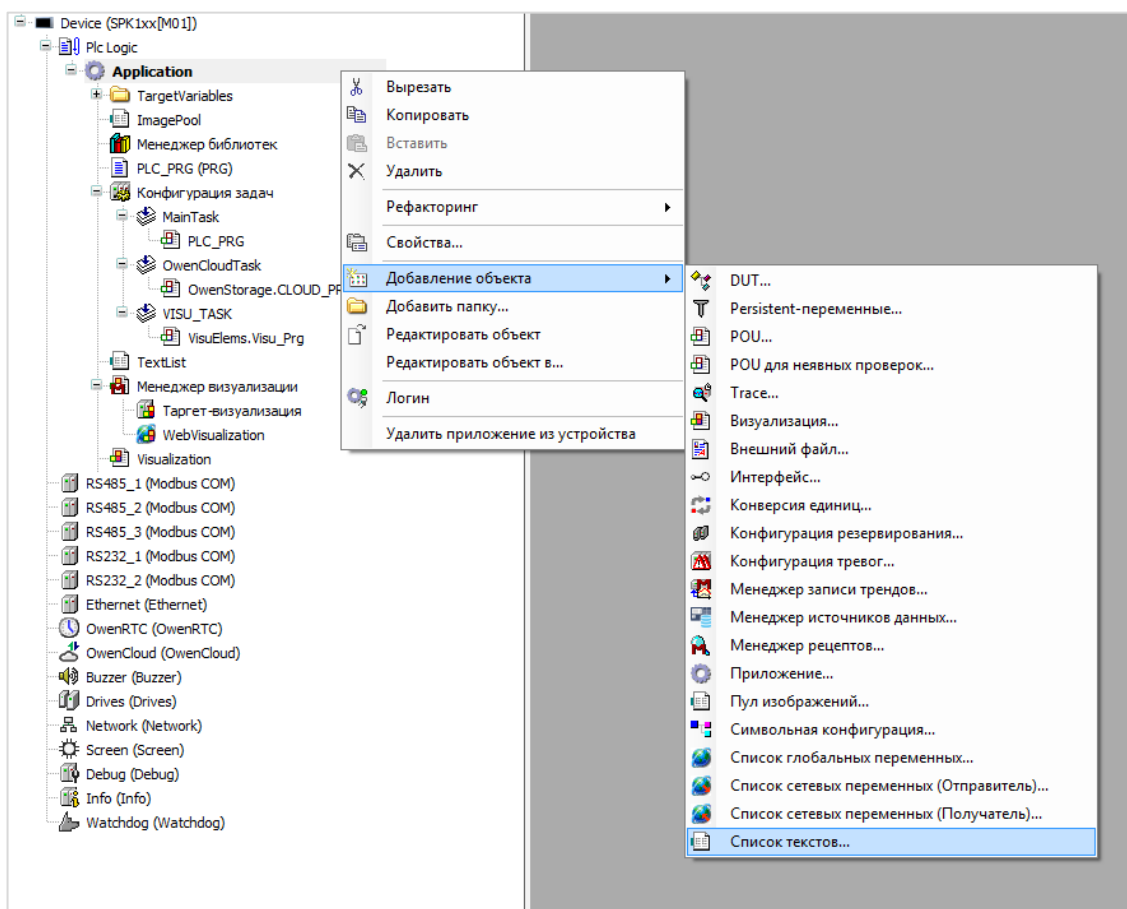 Device (SPK1xx[M01])
Plc Logic
Application
TargetVariables
ImagePool
Менеджер библиотек
PLC_PRG (PRG)
Конфигурация задач
MainTask
PLC_PRG
OwenCloudTask
OwenStorage.CLOUD_PR
VISU_TASK
VisuElems.Visu_Prg
TextList
Менеджер визуализации
Таргет-визуализация
WebVisualization
Visualization
RS485_1 (Modbus COM)
RS485_2 (Modbus COM)
RS485_3 (Modbus COM)
RS232_1 (Modbus COM)
RS232_2 (Modbus COM)
Ethernet (Ethernet)
OwenRTC (OwenRTC)
OwenCloud (OwenCloud)
Buzzer (Buzzer)
Drives (Drives)
Network (Network)
Screen (Screen)
Debug (Debug)
Info (Info)
Watchdog (Watchdog)
Вырезать
Копировать
Вставить
Удалить
Рефакторинг
Свойства...
Добавление объекта
Добавить папку...
Редактировать объект
Редактировать объект в...
Логин
Удалить приложение из устройства
DUT...
Persistent-переменные...
POU...
POU для неявных проверок...
Trace...
Визуализация...
Внешний файл...
Интерфейс...
Конверсия единиц...
Конфигурация резервирования...
Конфигурация тревог...
Менеджер записи трендов...
Менеджер источников данных...
Менеджер рецептов...
Приложение...
Пул изображений...
Символьная конфигурация...
Список глобальных переменных...
Список сетевых переменных (Отправитель)...
Список сетевых переменных (Получатель)...
Список текстов...